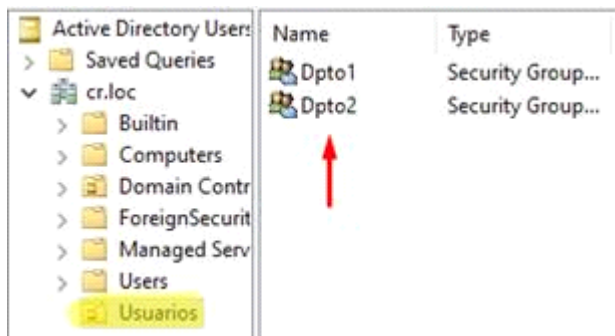 Active Directory Users
Saved Queries
cr.loc
Builtin
Computers
Domain Contr
ForeignSecurit
Managed Serv
Users
Usuarios
Name Type
Dpto1 Security Group...
Dpto2 Security Group...